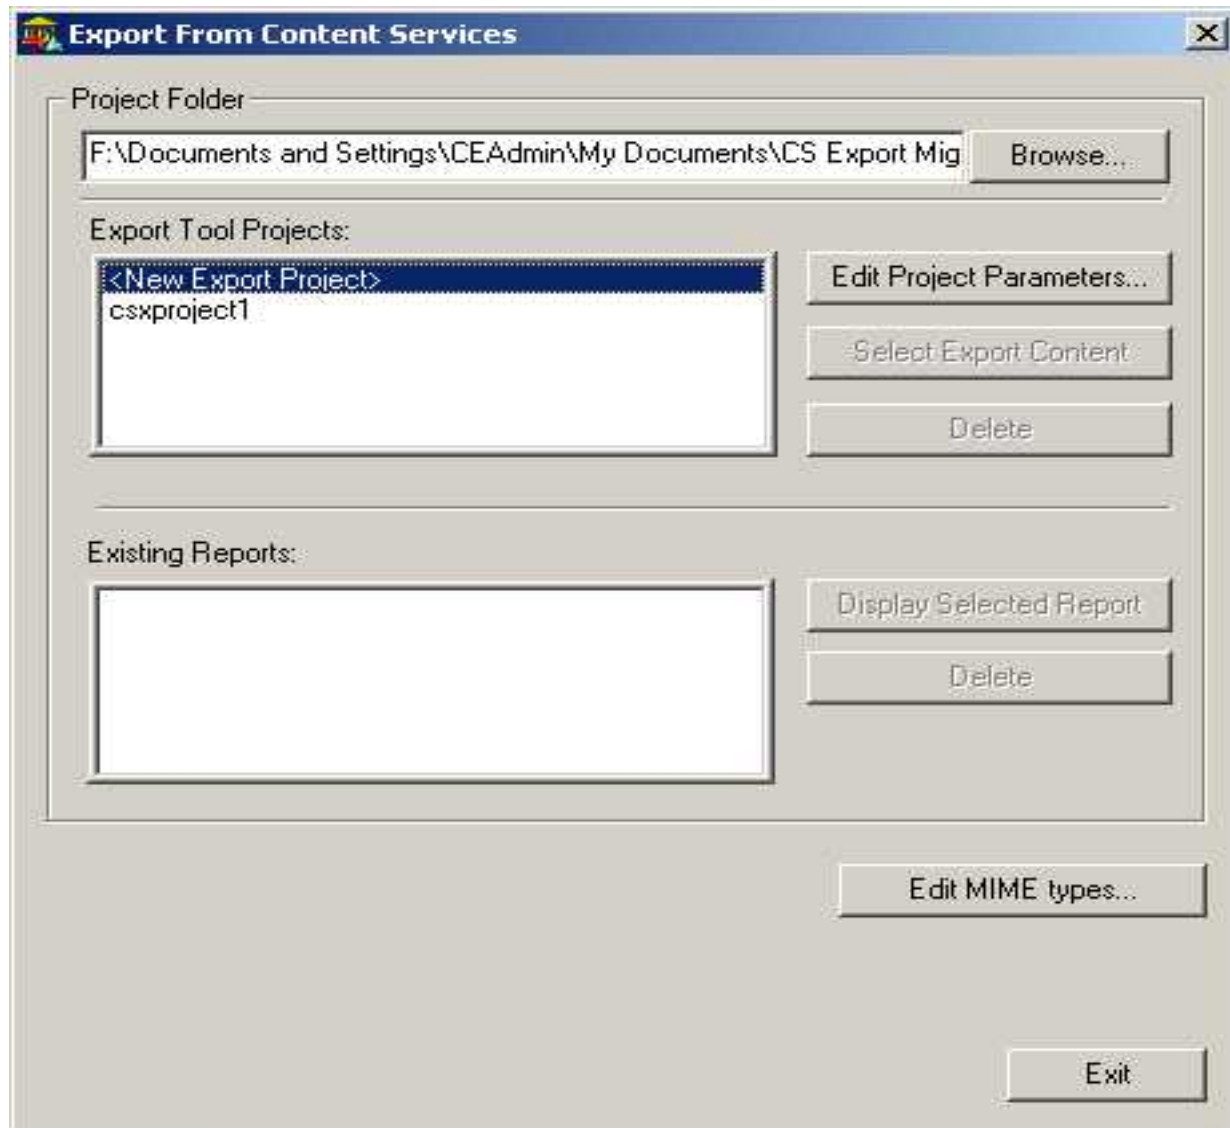 Export From Content Services
Project Folder
F:\Documents and Settings\CEAdmin\My Documents\CS Export Mig
Browse...
Export Tool Projects:
<New Export Project>
csxproject1
Edit Project Parameters...
Select Export Content
Delete
Existing Reports:
Display Selected Report
Delete
Edit MIME types...
Exit